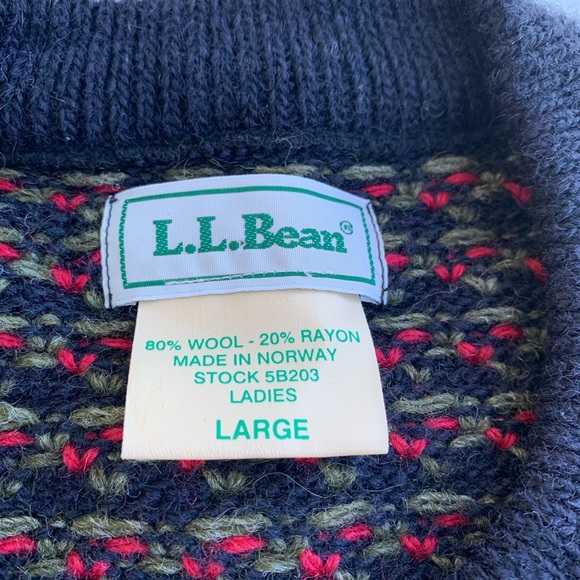 L.L.Bean®
80% WOOL - 20% RAYON
MADE IN NORWAY
STOCK 5B203
LADIES
LARGE